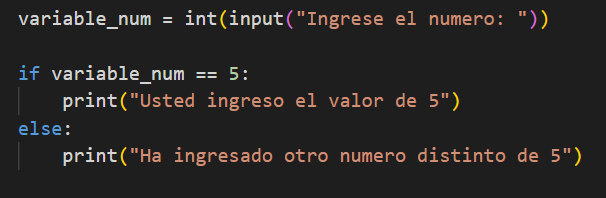 variable_num = int(input("Ingrese el numero: "))
if variable_num == 5:
    print("Usted ingreso el valor de 5")
else:
    print("Ha ingresado otro numero distinto de 5")